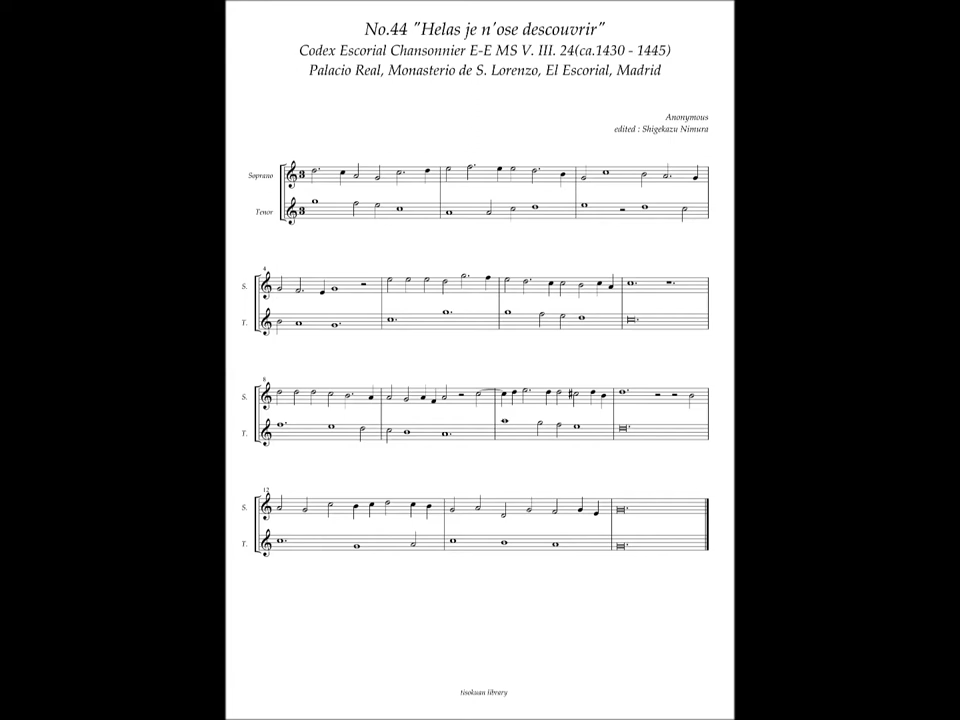 No.44 "Helas je n'ose descouvrir"
Codex Escorial Chansonnier E-E MS V. III. 24(ca.1430 - 1445)
Palacio Real, Monasterio de S. Lorenzo, El Escorial, Madrid
Anonymous
edited : Shigekazu Nimura
Soprano
Tenor
4
S.
T.
8
S.
T.
12
S.
T.
tisokuan library